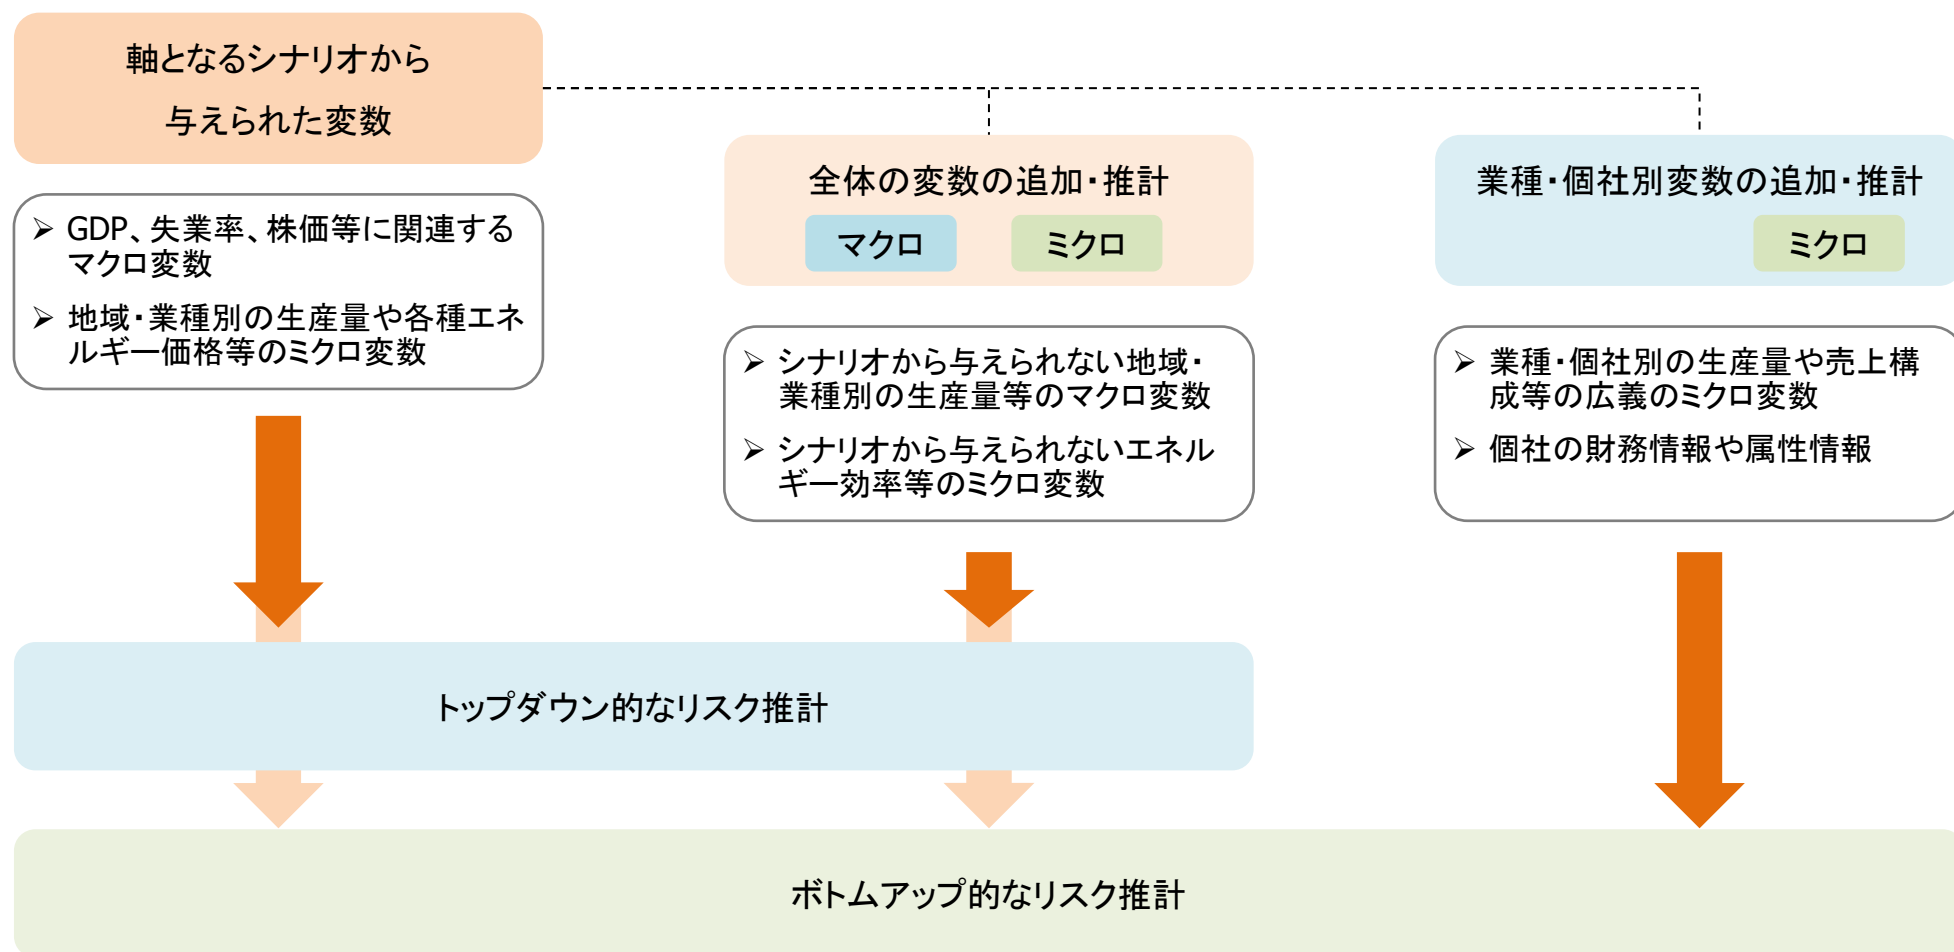 軸となるシナリオから
与えられた変数
➢ GDP、失業率、株価等に関連する
マクロ変数
➢ 地域・業種別の生産量や各種エネ
ルギー価格等のミクロ変数
全体の変数の追加・推計
マクロ ミクロ
➢ シナリオから与えられない地域・
業種別の生産量等のマクロ変数
➢ シナリオから与えられないエネル
ギー効率等のミクロ変数
業種・個社別変数の追加・推計
ミクロ
➢ 業種・個社別の生産量や売上構
成等の広義のミクロ変数
➢ 個社の財務情報や属性情報
トップダウン的なリスク推計
ボトムアップ的なリスク推計